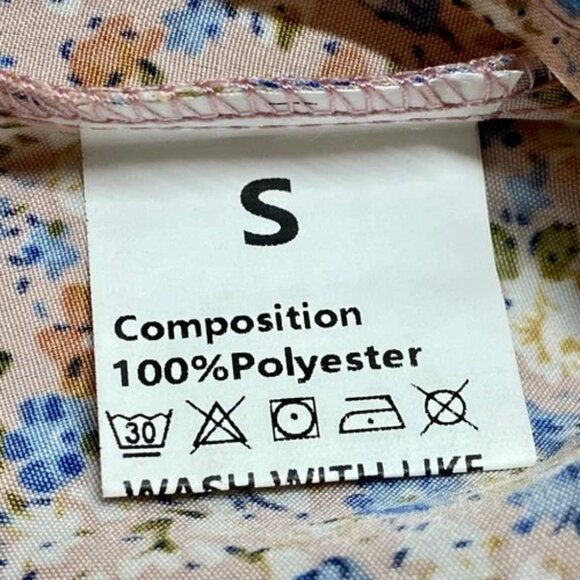 S
Composition
100%Polyester
30
WASH WITH LIKE